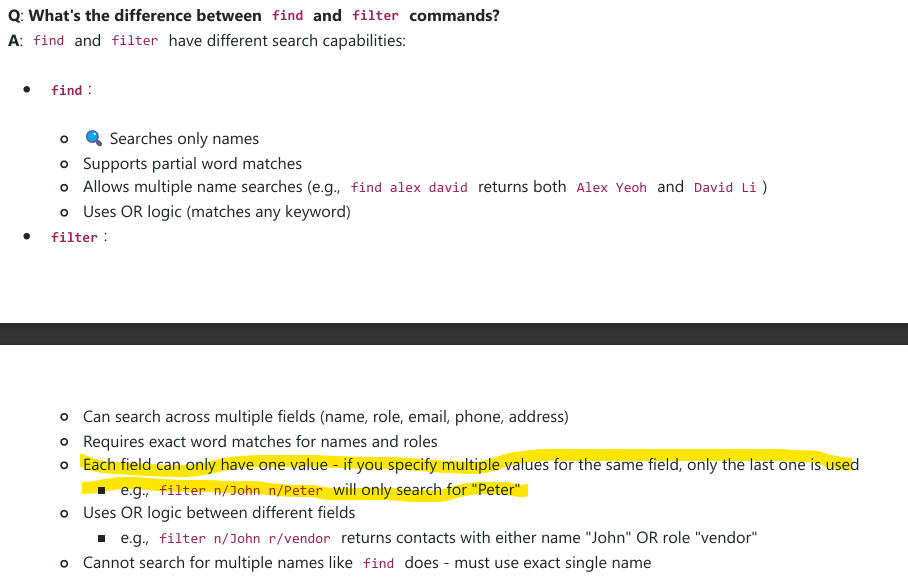 Q: What's the difference between find and filter commands?
A: find and filter have different search capabilities:
find :
Searches only names
Supports partial word matches
Allows multiple name searches (e.g., find alex david returns both Alex Yeoh and David Li )
Uses OR logic (matches any keyword)
filter :
Can search across multiple fields (name, role, email, phone, address)
Requires exact word matches for names and roles
Each field can only have one value - if you specify multiple values for the same field, only the last one is used
e.g., filter n/John n/Peter will only search for "Peter"
Uses OR logic between different fields
e.g., filter n/John r/vendor returns contacts with either name "John" OR role "vendor"
Cannot search for multiple names like find does - must use exact single name